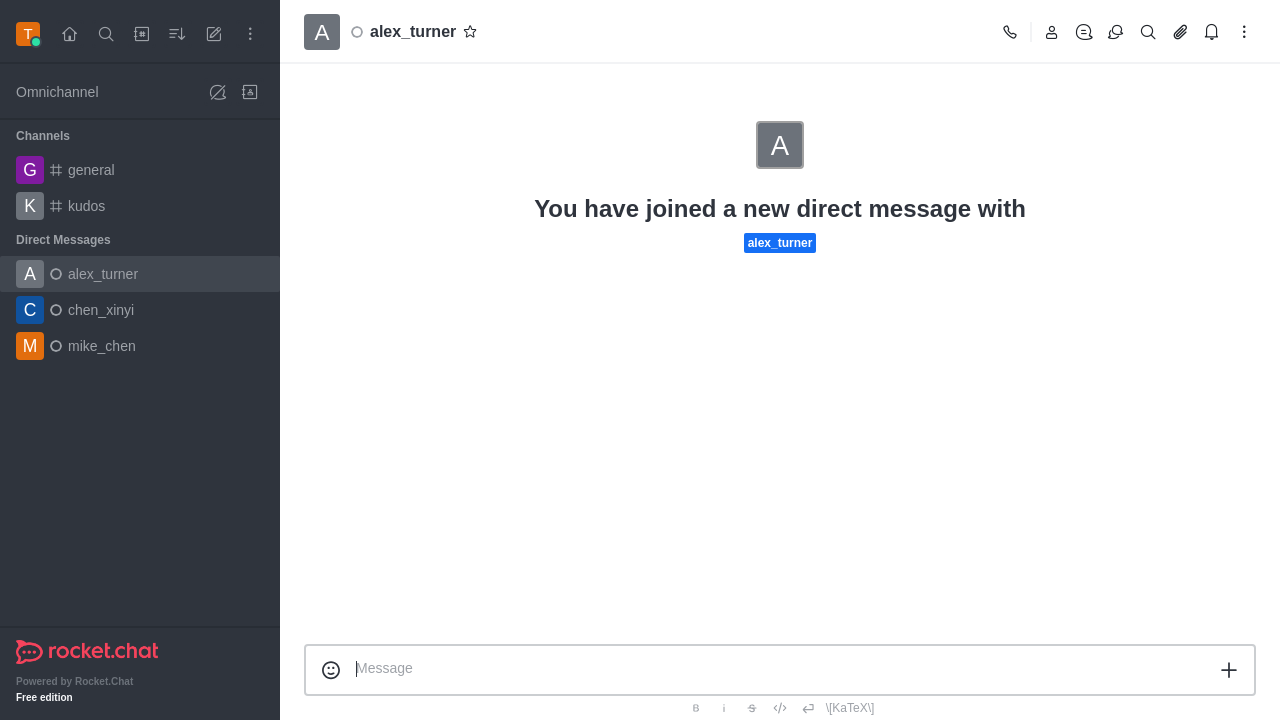 T
Omnichannel
Channels
G general
K kudos
Direct Messages
A alex_turner
C chen_xinyi
M mike_chen
rocket.chat
Powered by Rocket.Chat
Free edition
A alex_turner
A
You have joined a new direct message with
alex_turner
Message
B i S \[KaTeX\]